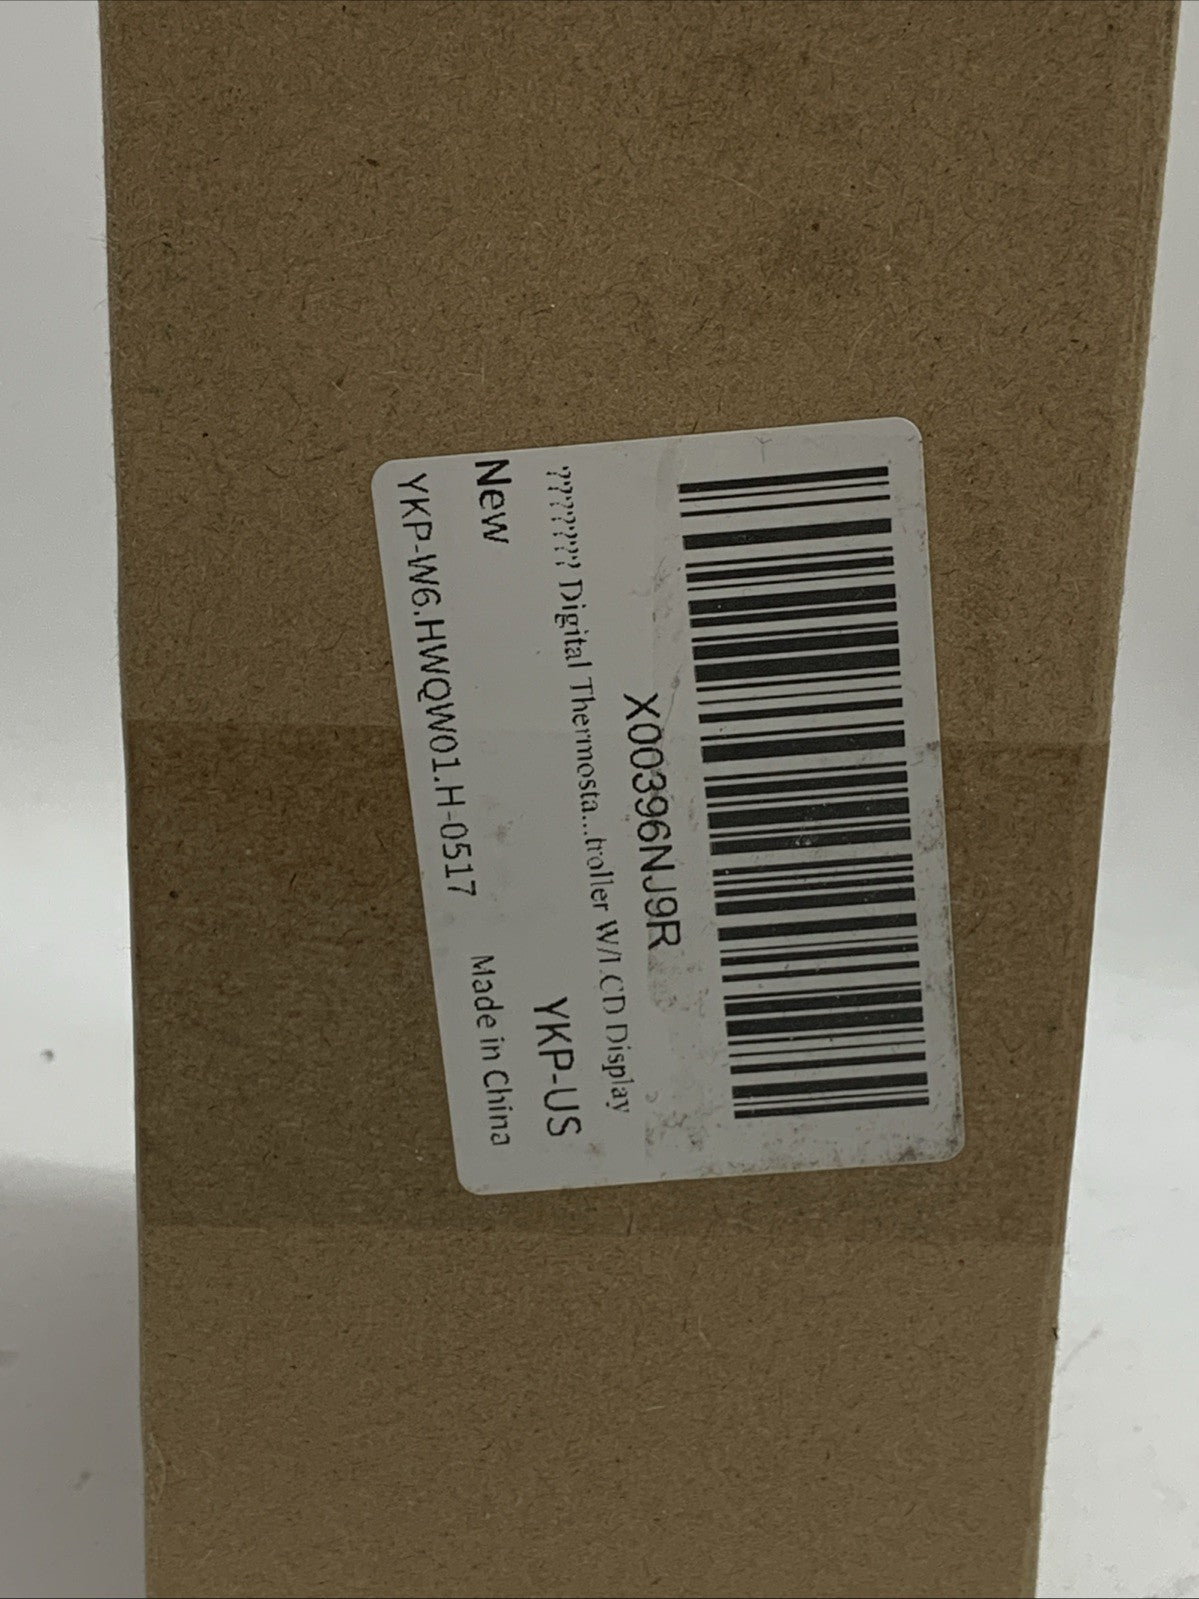 X00396NJ9R
???????? Digital Thermosta...troller W/LCD Display
New YKP-US
YKP-W6.HWQW01.H-0517 Made in China